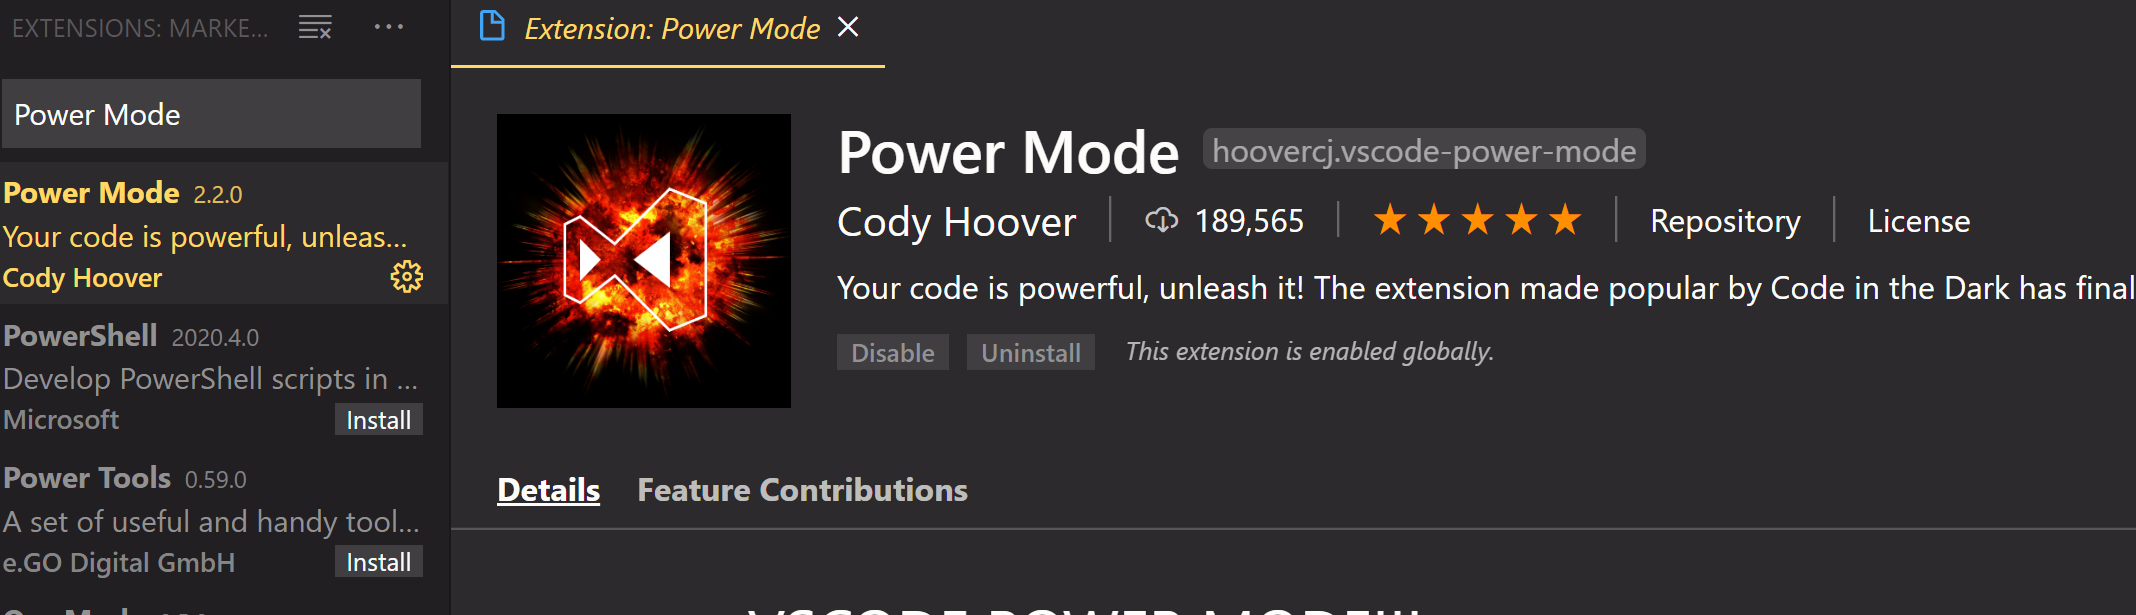 EXTENSIONS: MARKE...
Power Mode
Power Mode 2.2.0
Your code is powerful, unleas...
Cody Hoover
PowerShell 2020.4.0
Develop PowerShell scripts in ...
Microsoft Install
Power Tools 0.59.0
A set of useful and handy tool...
e.GO Digital GmbH Install
Extension: Power Mode
Power Mode hoovercj.vscode-power-mode
Cody Hoover 189,565 Repository License
Your code is powerful, unleash it! The extension made popular by Code in the Dark has final
Disable Uninstall This extension is enabled globally.
Details Feature Contributions
VSCODE POWER MODE!!!